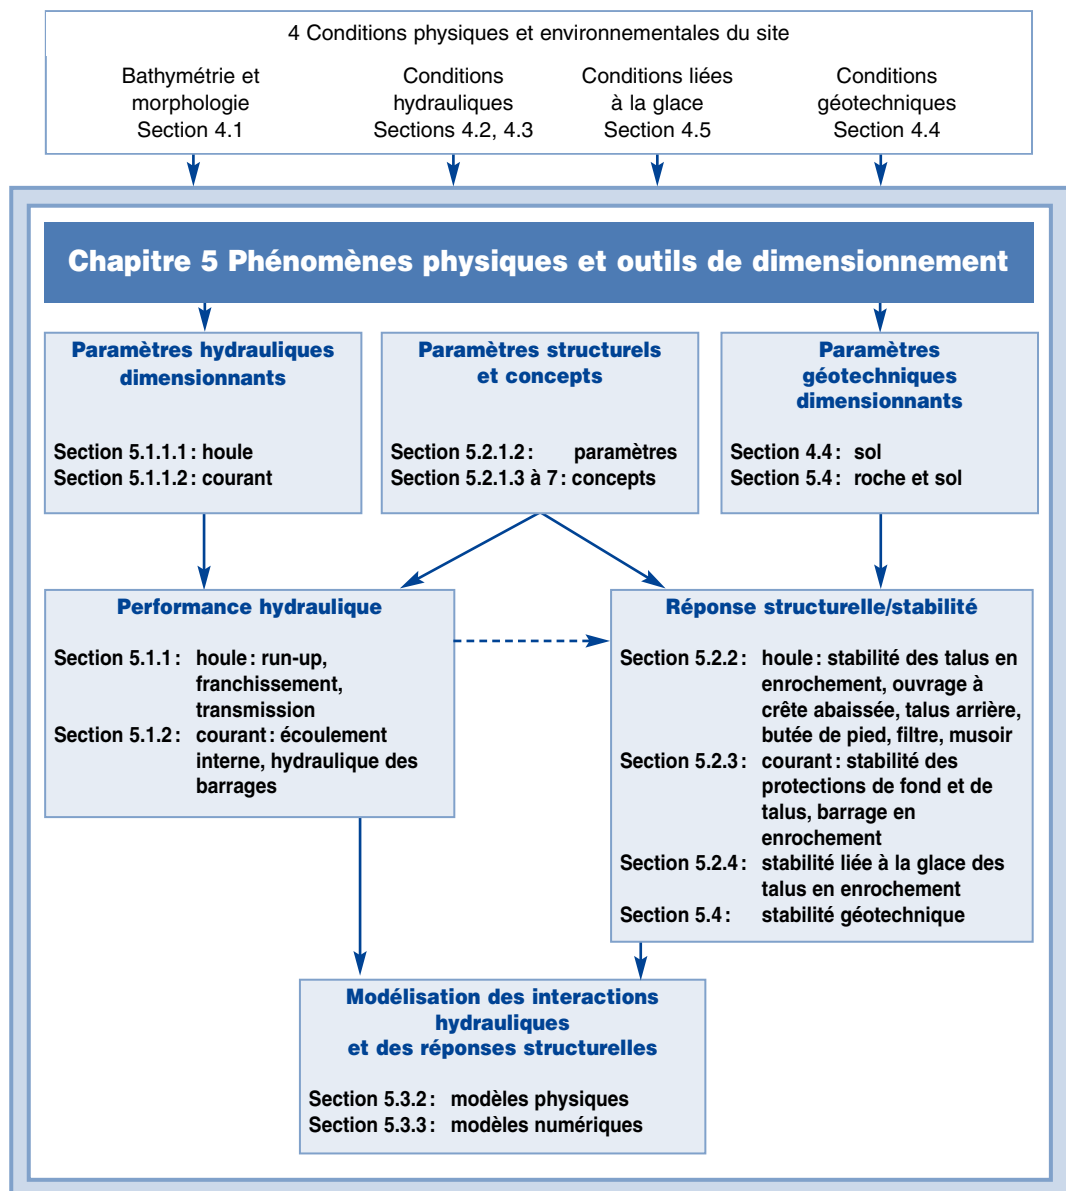 4 Conditions physiques et environnementales du site
Bathymétrie et
morphologie
Section 4.1
Conditions
hydrauliques
Sections 4.2, 4.3
Conditions liées
à la glace
Section 4.5
Conditions
géotechniques
Section 4.4
Chapitre 5 Phénomènes physiques et outils de dimensionnement
Paramètres hydrauliques
dimensionnants
Section 5.1.1.1 : houle
Section 5.1.1.2 : courant
Paramètres structurels
et concepts
Section 5.2.1.2 : paramètres
Section 5.2.1.3 à 7 : concepts
Paramètres
géotechniques
dimensionnants
Section 4.4 : sol
Section 5.4 : roche et sol
Performance hydraulique
Section 5.1.1 : houle : run-up,
franchissement,
transmission
Section 5.1.2 : courant : écoulement
interne, hydraulique des
barrages
Réponse structurelle/stabilité
Section 5.2.2 : houle : stabilité des talus en
enrochement, ouvrage à
crête abaissée, talus arrière,
butée de pied, filtre, musoir
Section 5.2.3 : courant : stabilité des
protections de fond et de
talus, barrage en
enrochement
Section 5.2.4 : stabilité liée à la glace des
talus en enrochement
Section 5.4 : stabilité géotechnique
Modélisation des interactions
hydrauliques
et des réponses structurelles
Section 5.3.2 : modèles physiques
Section 5.3.3 : modèles numériques